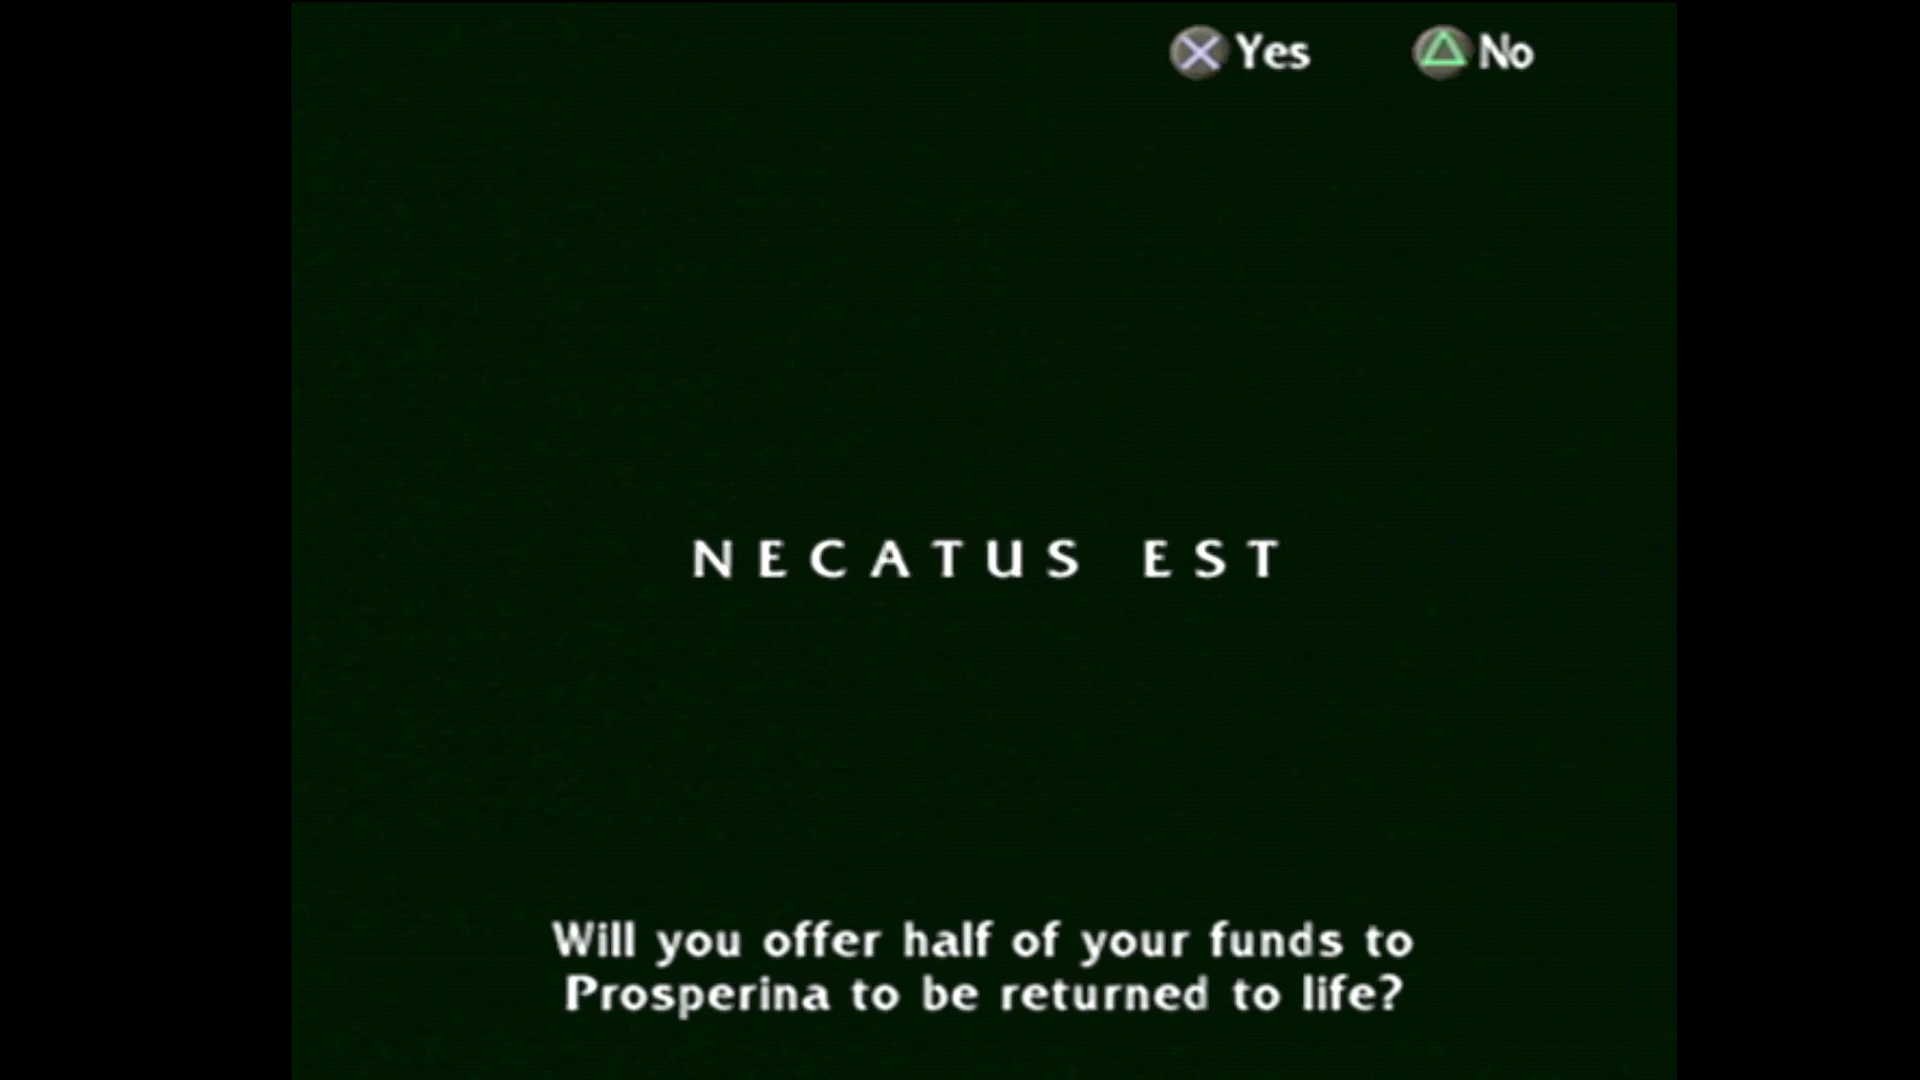 Yes No
NECATUS EST
Will you offer half of your funds to
Prosperina to be returned to life?